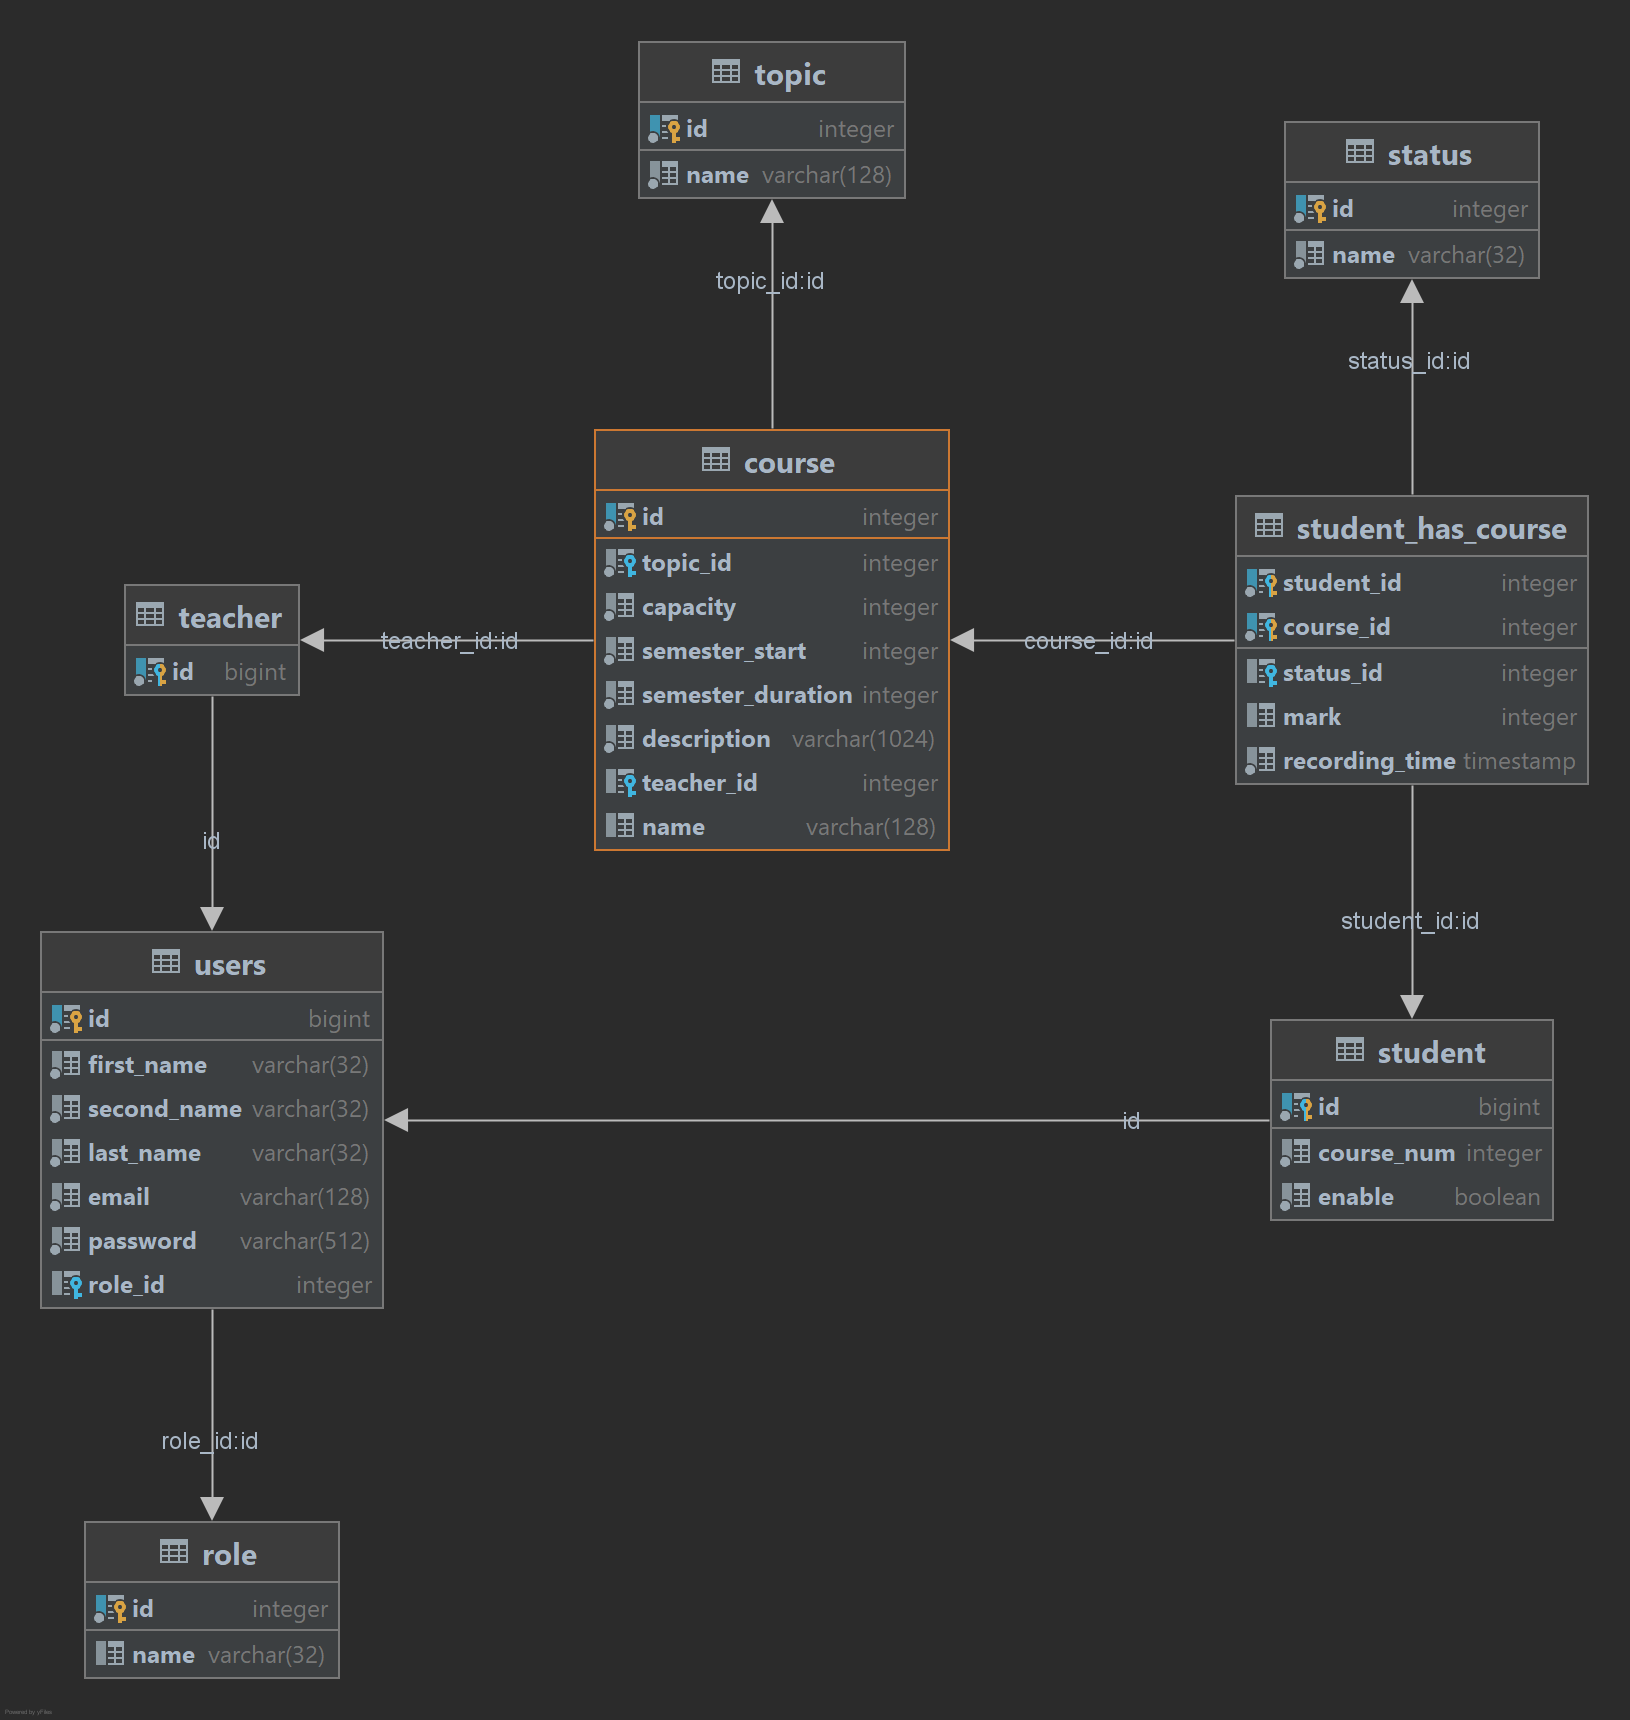 topic
id integer
name varchar(128)
status
id integer
name varchar(32)
topic_id:id
status_id:id
course
id integer
topic_id integer
capacity integer
semester_start integer
semester_duration integer
description varchar(1024)
teacher_id integer
name varchar(128)
student_has_course
student_id integer
course_id integer
status_id integer
mark integer
recording_time timestamp
teacher
id bigint
teacher_id:id
course_id:id
id
student_id:id
users
id bigint
first_name varchar(32)
second_name varchar(32)
last_name varchar(32)
email varchar(128)
password varchar(512)
role_id integer
id
student
id bigint
course_num integer
enable boolean
role_id:id
role
id integer
name varchar(32)
Powered by yFiles